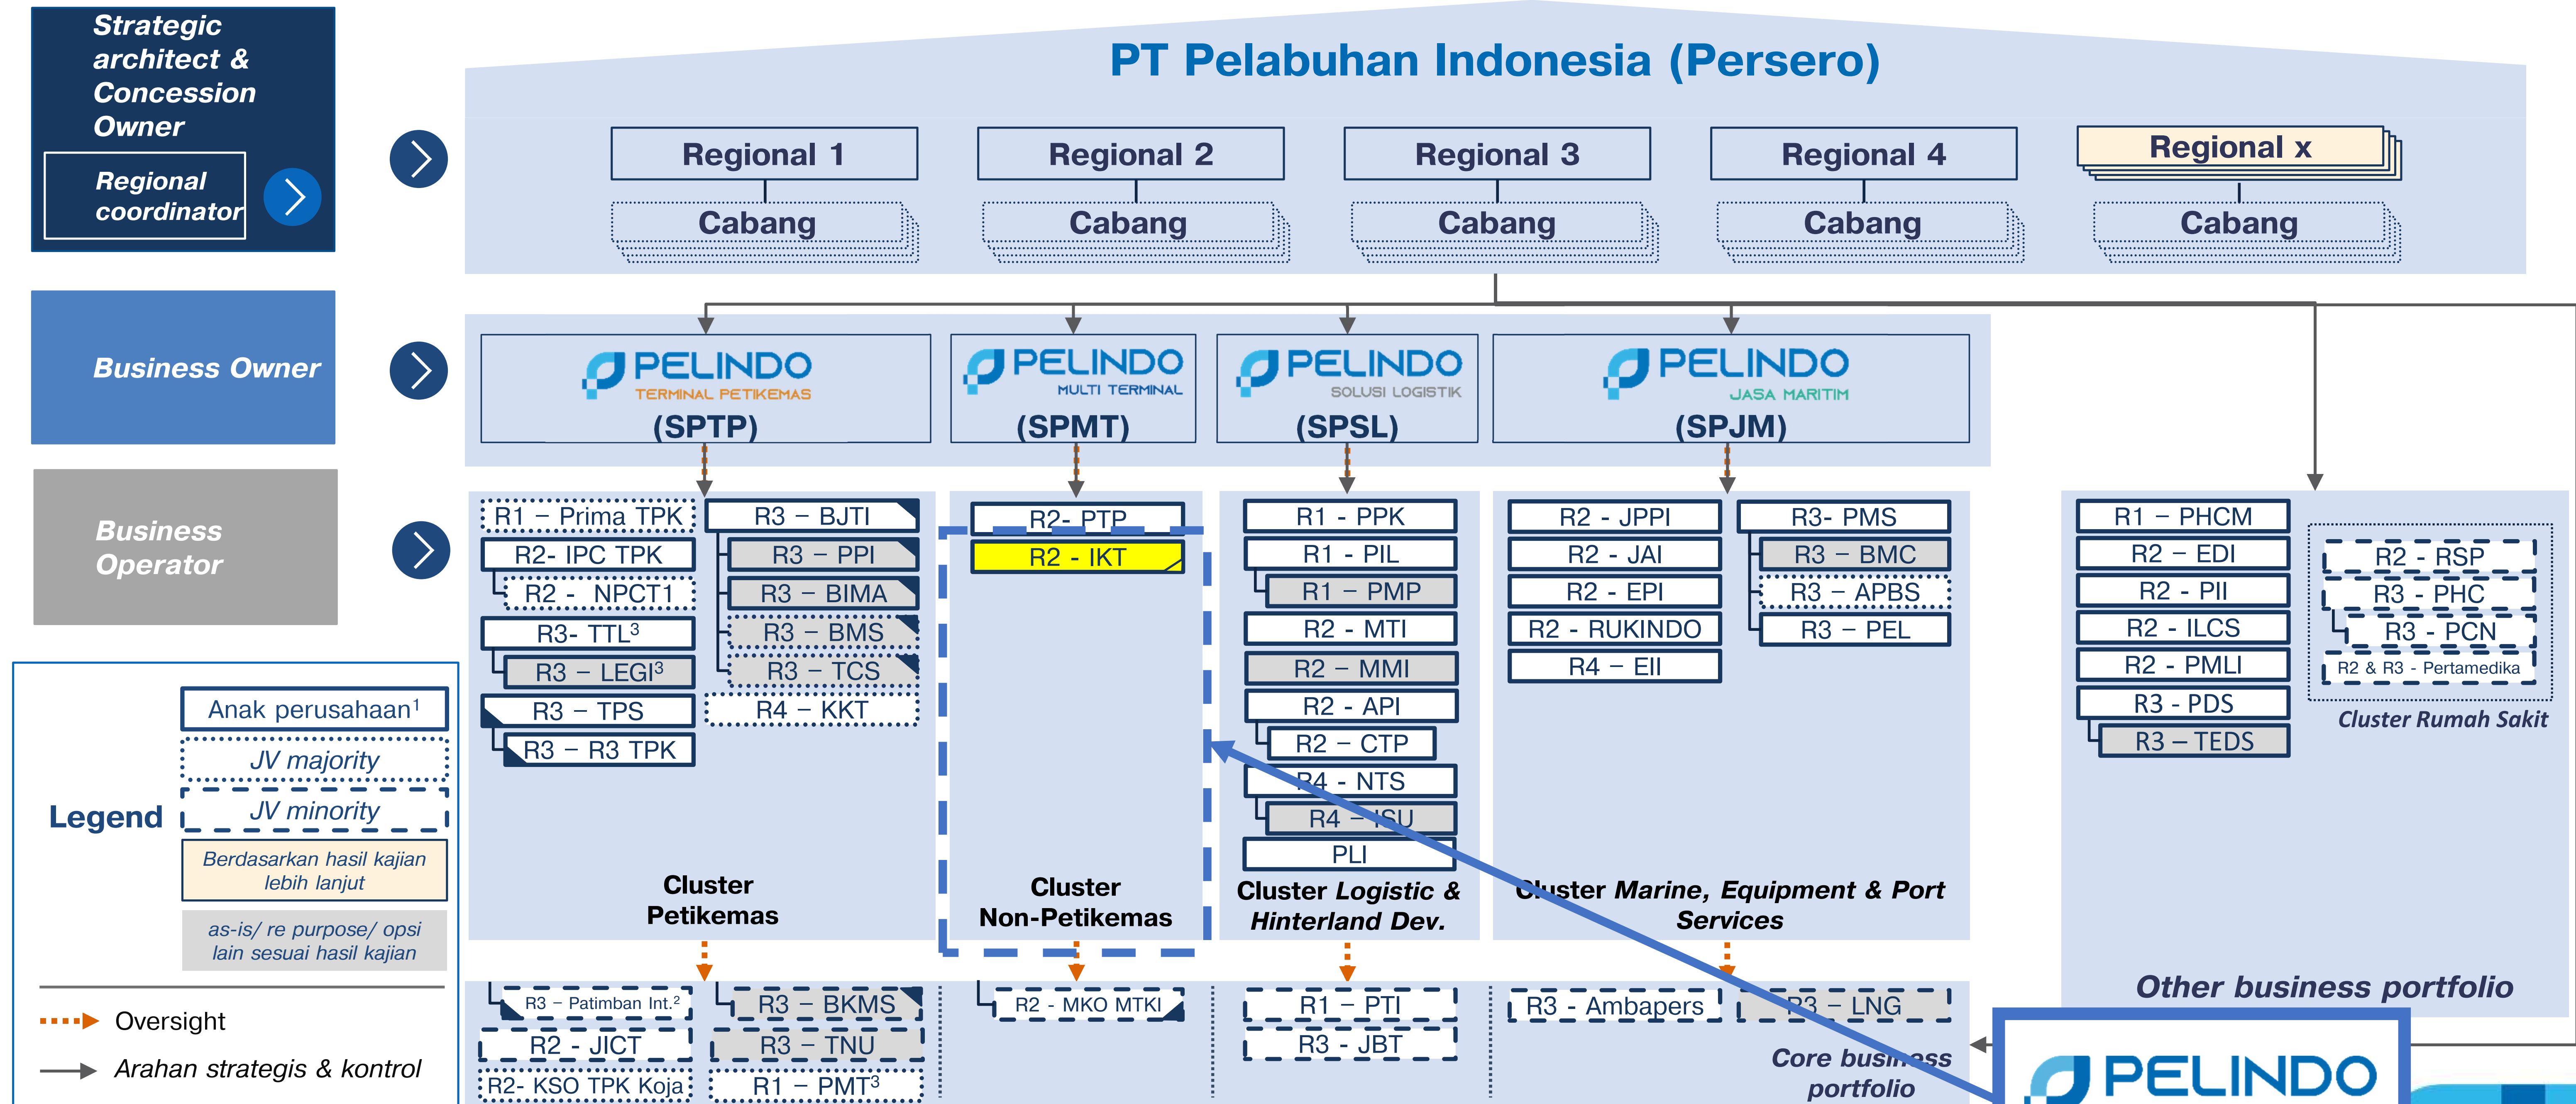 Strategic
architect &
Concession
Owner
Regional
coordinator
PT Pelabuhan Indonesia (Persero)
Regional 1
Regional 2
Regional 3
Regional 4
Regional x
Cabang
Cabang
Cabang
Cabang
Cabang
Business Owner
PELINDO
TERMINAL PETIKEMAS
(SPTP)
PELINDO
MULTI TERMINAL
(SPMT)
PELINDO
SOLUSI LOGISTIK
(SPSL)
PELINDO
JASA MARITIM
(SPJM)
Business
Operator
R1 – Prima TPK
R2- IPC TPK
R2 - NPCT1
R3- TTL³
R3 – LEGI³
R3 – TPS
R3 – R3 TPK
R3 – BJTI
R3 – PPI
R3 – BIMA
R3 – BMS
R3 – TCS
R4 – KKT
Cluster
Petikemas
R2- PTP
R2 - IKT
Cluster
Non-Petikemas
R1 - PPK
R1 - PIL
R1 - PMP
R2 - MTI
R2 - MMI
R2 - API
R2 – CTP
R4 - NTS
R4 – ISU
PLI
Cluster Logistic &
Hinterland Dev.
R2 - JPPI
R2 - JAI
R2 - EPI
R2 - RUKINDO
R4 – EII
R3- PMS
R3 – BMC
R3 – APBS
R3 – PEL
Cluster Marine, Equipment & Port
Services
R1 – PHCM
R2 – EDI
R2 - PII
R2 - ILCS
R2 - PMLI
R3 - PDS
R3 – TEDS
R2 - RSP
R3 - PHC
R3 - PCN
R2 & R3 - Pertamedika
Cluster Rumah Sakit
Other business portfolio
Legend
Anak perusahaan¹
JV majority
JV minority
Berdasarkan hasil kajian
lebih lanjut
as-is/ re purpose/ opsi
lain sesuai hasil kajian
Oversight
Arahan strategis & kontrol
R3 – Patimban Int.²
R2 - JICT
R2- KSO TPK Koja
R3 – BKMS
R3 – TNU
R1 – PMT³
R2 - MKO MTKI
R1 – PTI
R3 - JBT
R3 - Ambapers
R3 – LNG
Core business
portfolio
PELINDO